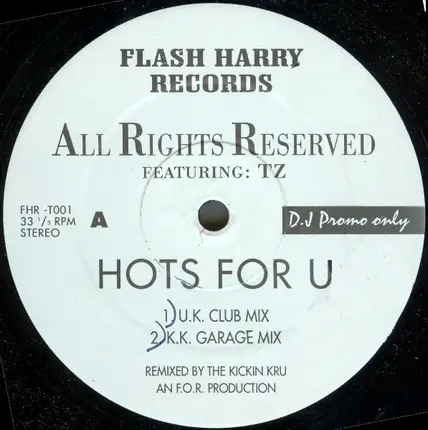 FLASH HARRY
RECORDS
ALL RIGHTS RESERVED
FEATURING: TZ
FHR -T001
33 1/3 RPM
STEREO
A
D.J Promo only
HOTS FOR U
1) U.K. CLUB MIX
2) K.K. GARAGE MIX
REMIXED BY THE KICKIN KRU
AN F.O.R. PRODUCTION